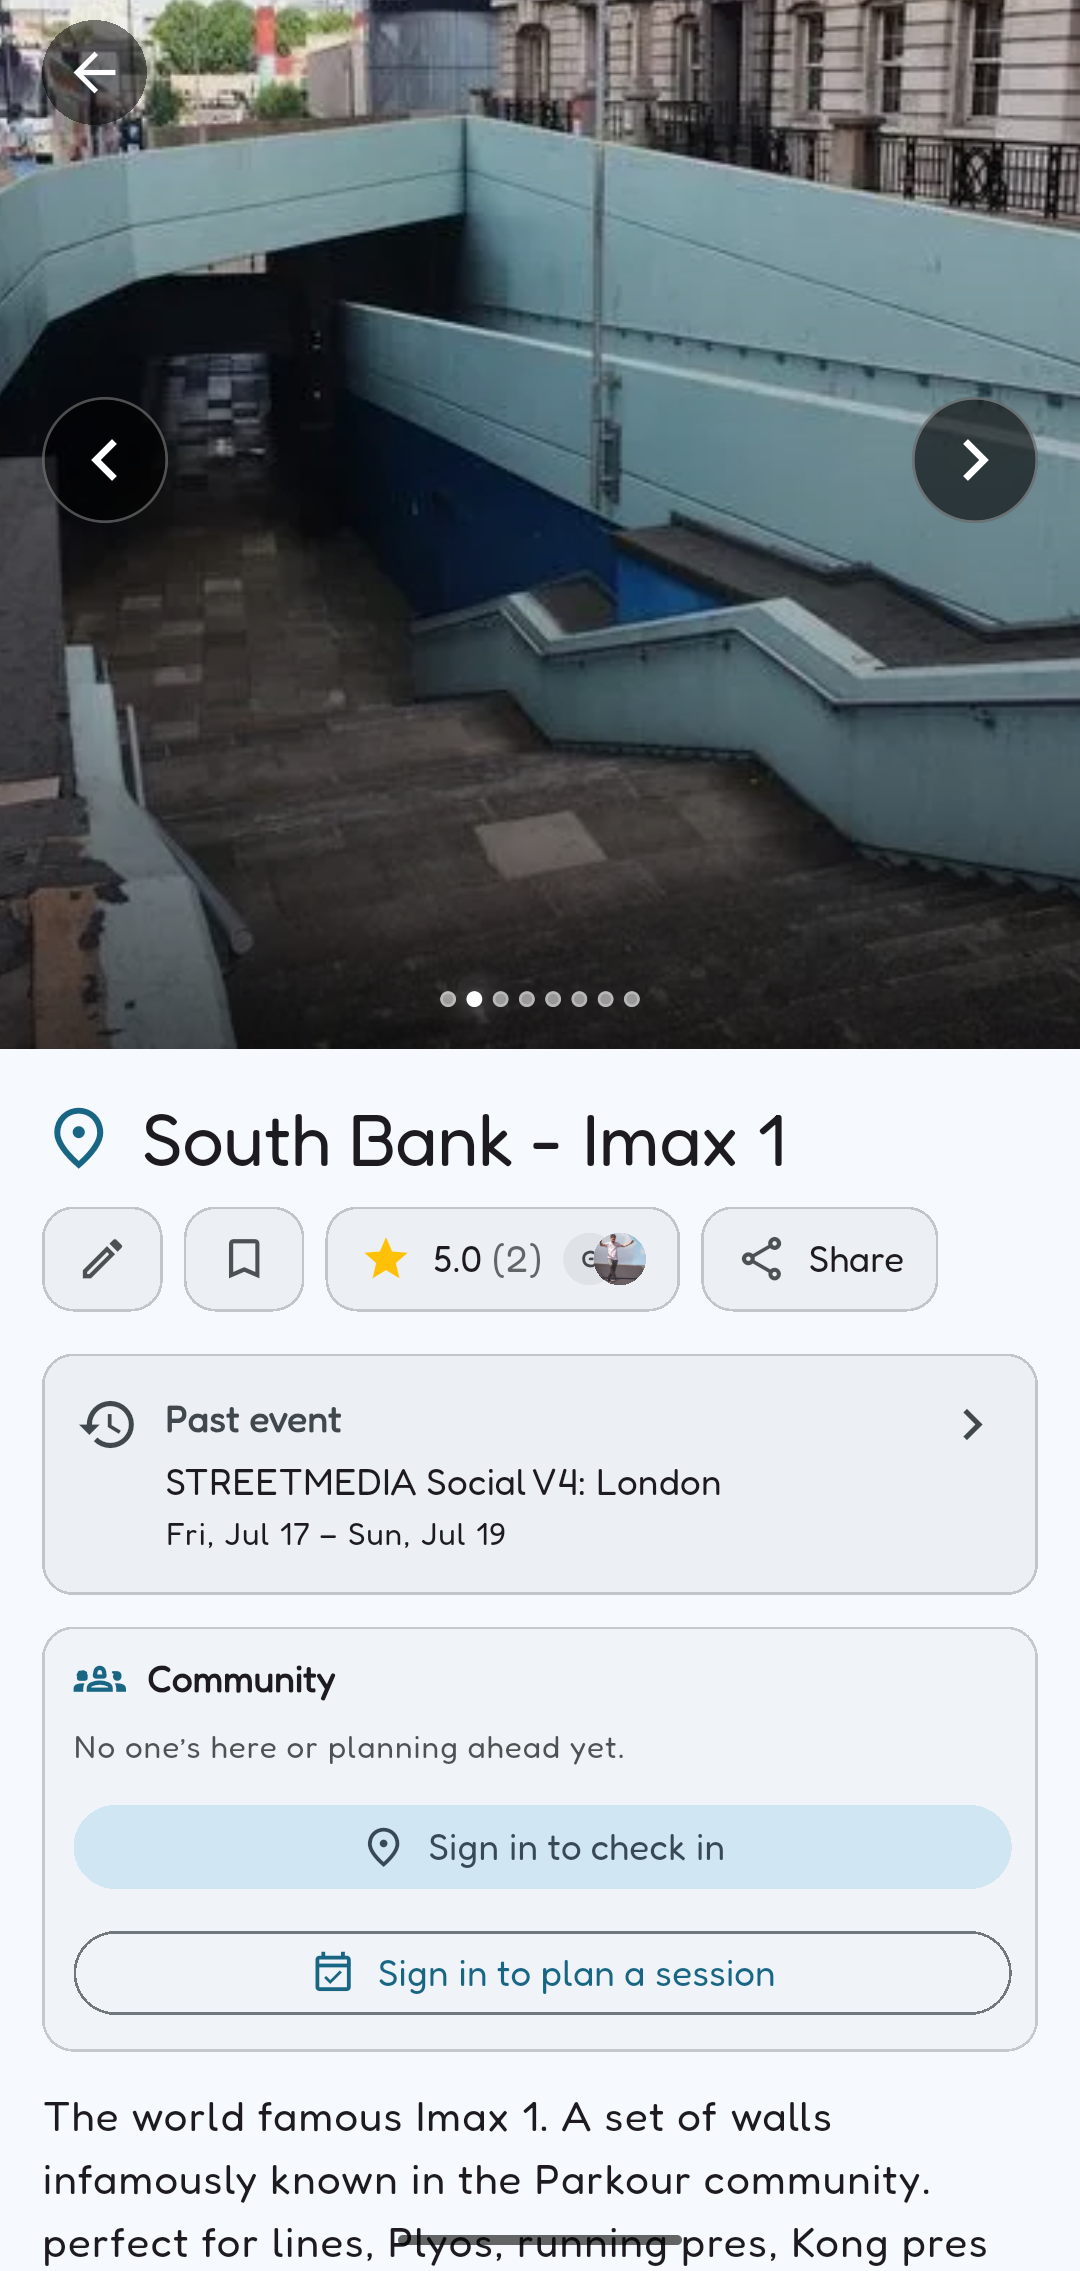 South Bank - Imax 1
5.0 (2)
Share
Past event
STREETMEDIA Social V4: London
Fri, Jul 17 – Sun, Jul 19
Community
No one's here or planning ahead yet.
Sign in to check in
Sign in to plan a session
The world famous Imax 1. A set of walls
infamously known in the Parkour community.
perfect for lines, Plyos, running pres, Kong pres